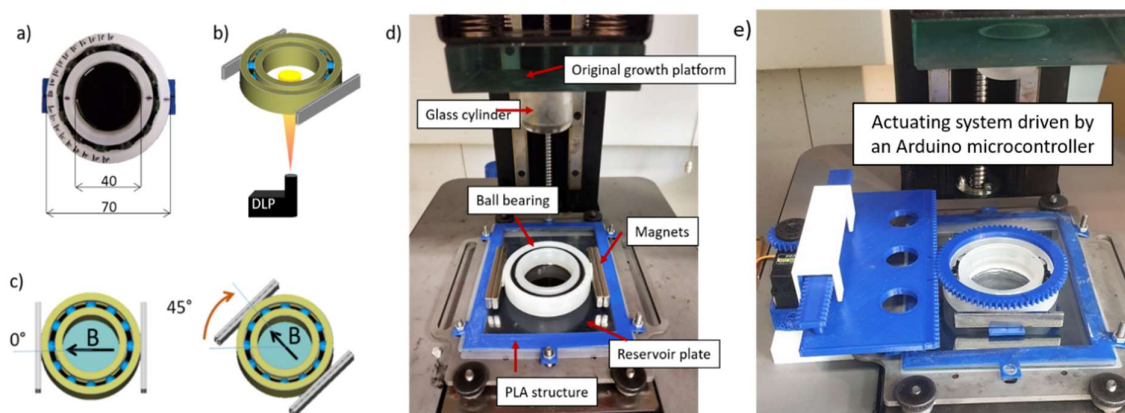 a)
40
70
b)
DLP
c)
0°
B
45°
B
d)
Original growth platform
Glass cylinder
Ball bearing
Magnets
Reservoir plate
PLA structure
e)
Actuating system driven by
an Arduino microcontroller